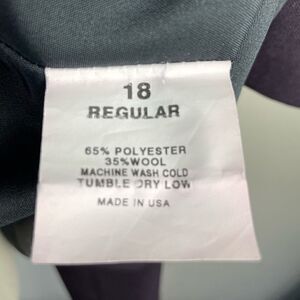 18
REGULAR
65% POLYESTER
35%WOOL
MACHINE WASH COLD
TUMBLE DRY LOW
MADE IN USA